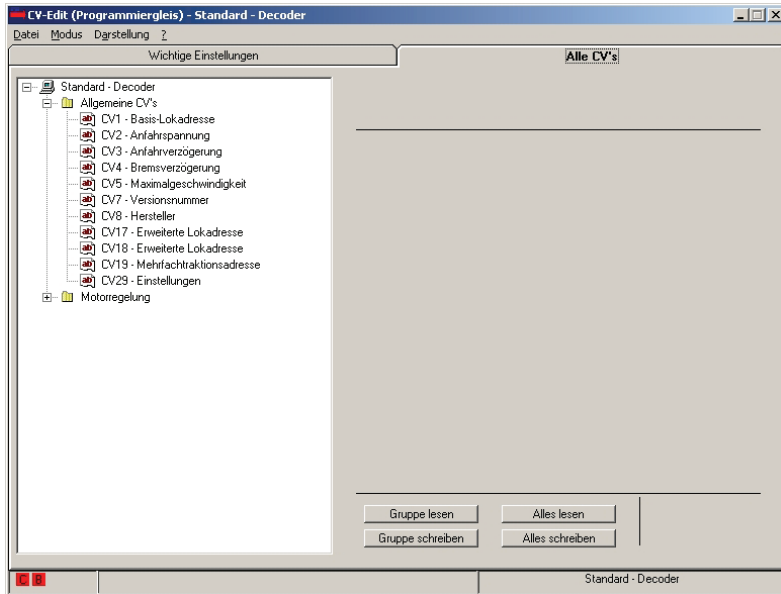 CV-Edit (Programmiergleis) - Standard - Decoder
Datei Modus Darstellung ?
Wichtige Einstellungen
Alle CV's
Standard - Decoder
Allgemeine CV's
CV1 - Basis-Lokadresse
CV2 - Anfahrspannung
CV3 - Anfahrverzögerung
CV4 - Bremsverzögerung
CV5 - Maximalgeschwindigkeit
CV7 - Versionsnummer
CV8 - Hersteller
CV17 - Erweiterte Lokadresse
CV18 - Erweiterte Lokadresse
CV19 - Mehrfachtraktionsadresse
CV29 - Einstellungen
Motorregelung
Gruppe lesen
Alles lesen
Gruppe schreiben
Alles schreiben
C B
Standard - Decoder